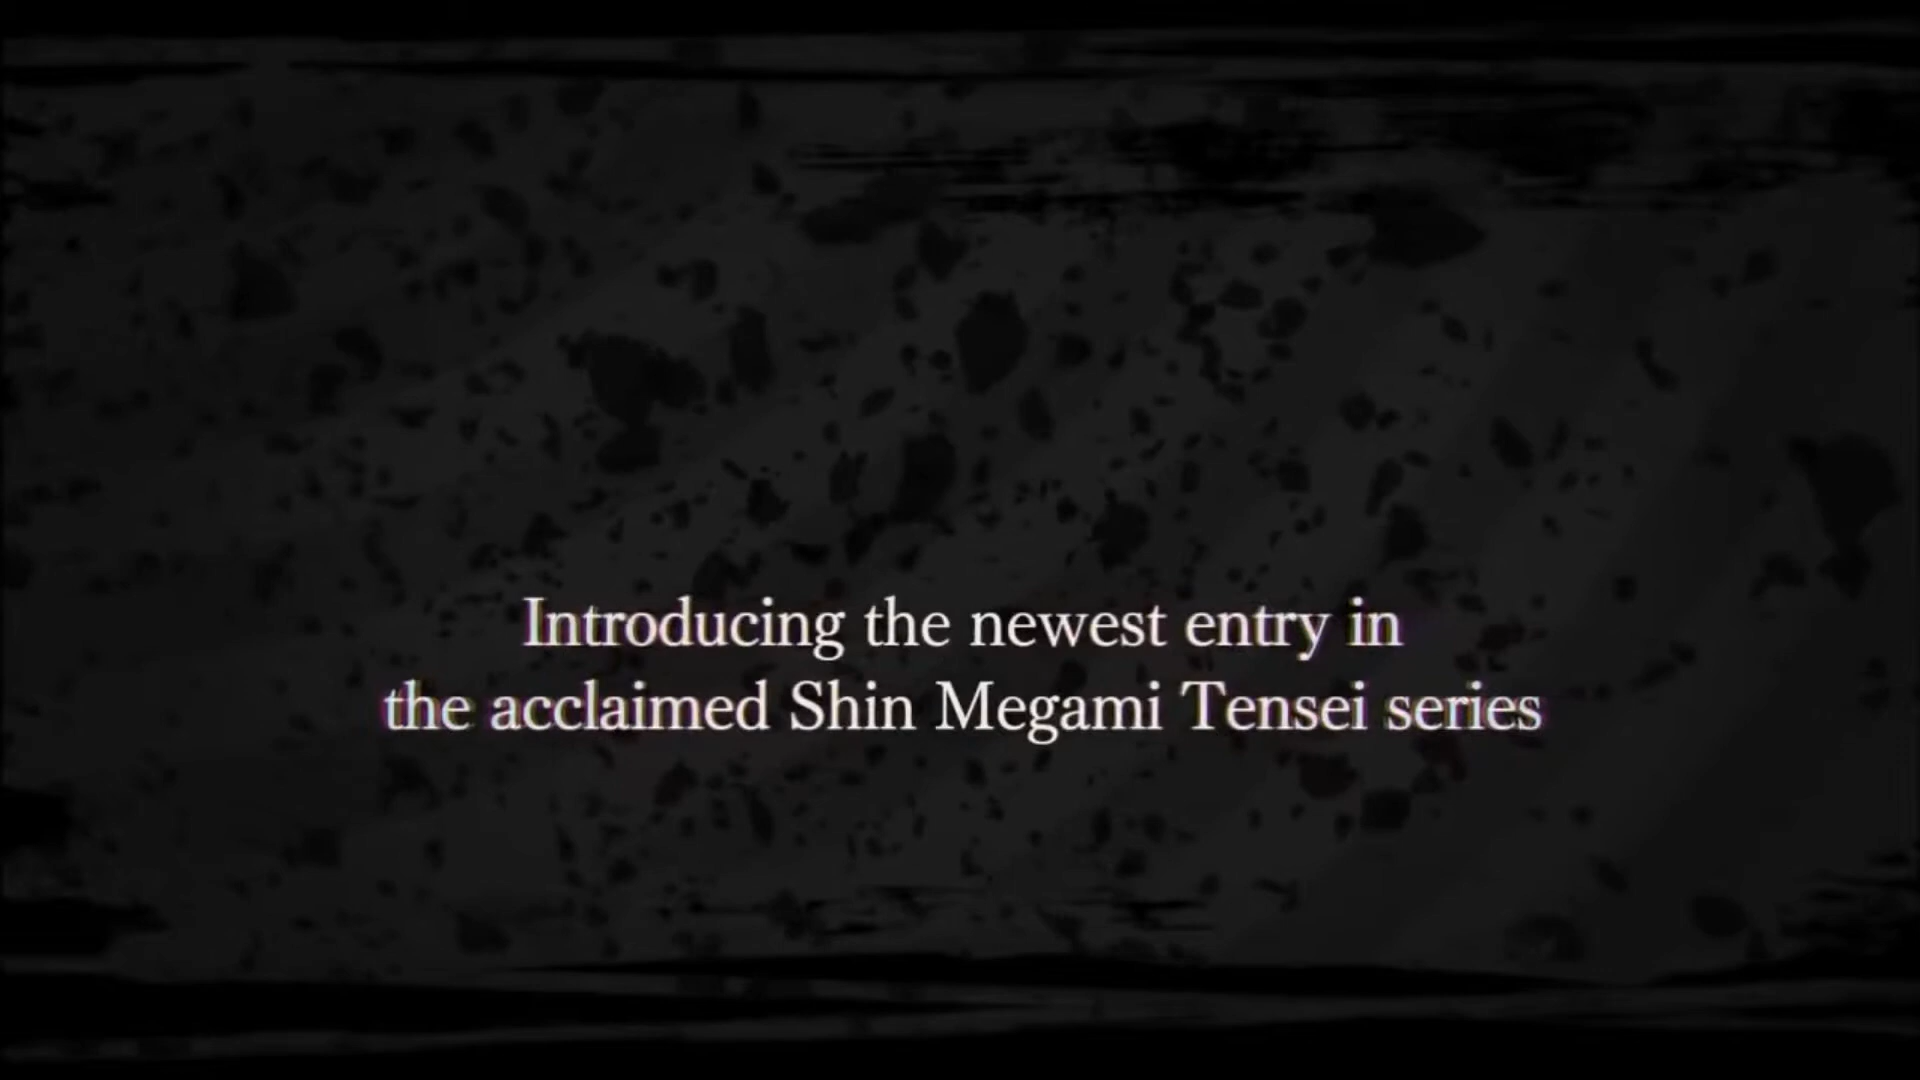 Introducing the newest entry in
the acclaimed Shin Megami Tensei series